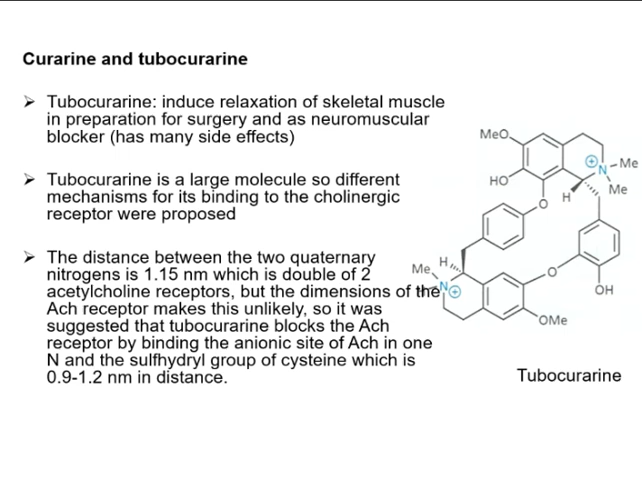 Curarine and tubocurarine
➤ Tubocurarine: induce relaxation of skeletal muscle
in preparation for surgery and as neuromuscular
blocker (has many side effects)
➤ Tubocurarine is a large molecule so different
mechanisms for its binding to the cholinergic
receptor were proposed
➤ The distance between the two quaternary
nitrogens is 1.15 nm which is double of 2
acetylcholine receptors, but the dimensions of the
Ach receptor makes this unlikely, so it was
suggested that tubocurarine blocks the Ach
receptor by binding the anionic site of Ach in one
N and the sulfhydryl group of cysteine which is
0.9-1.2 nm in distance.
MeO
⊕
N
Me
HO
Me
H
O
H
Me
O
N
⊕
OH
OMe
Tubocurarine